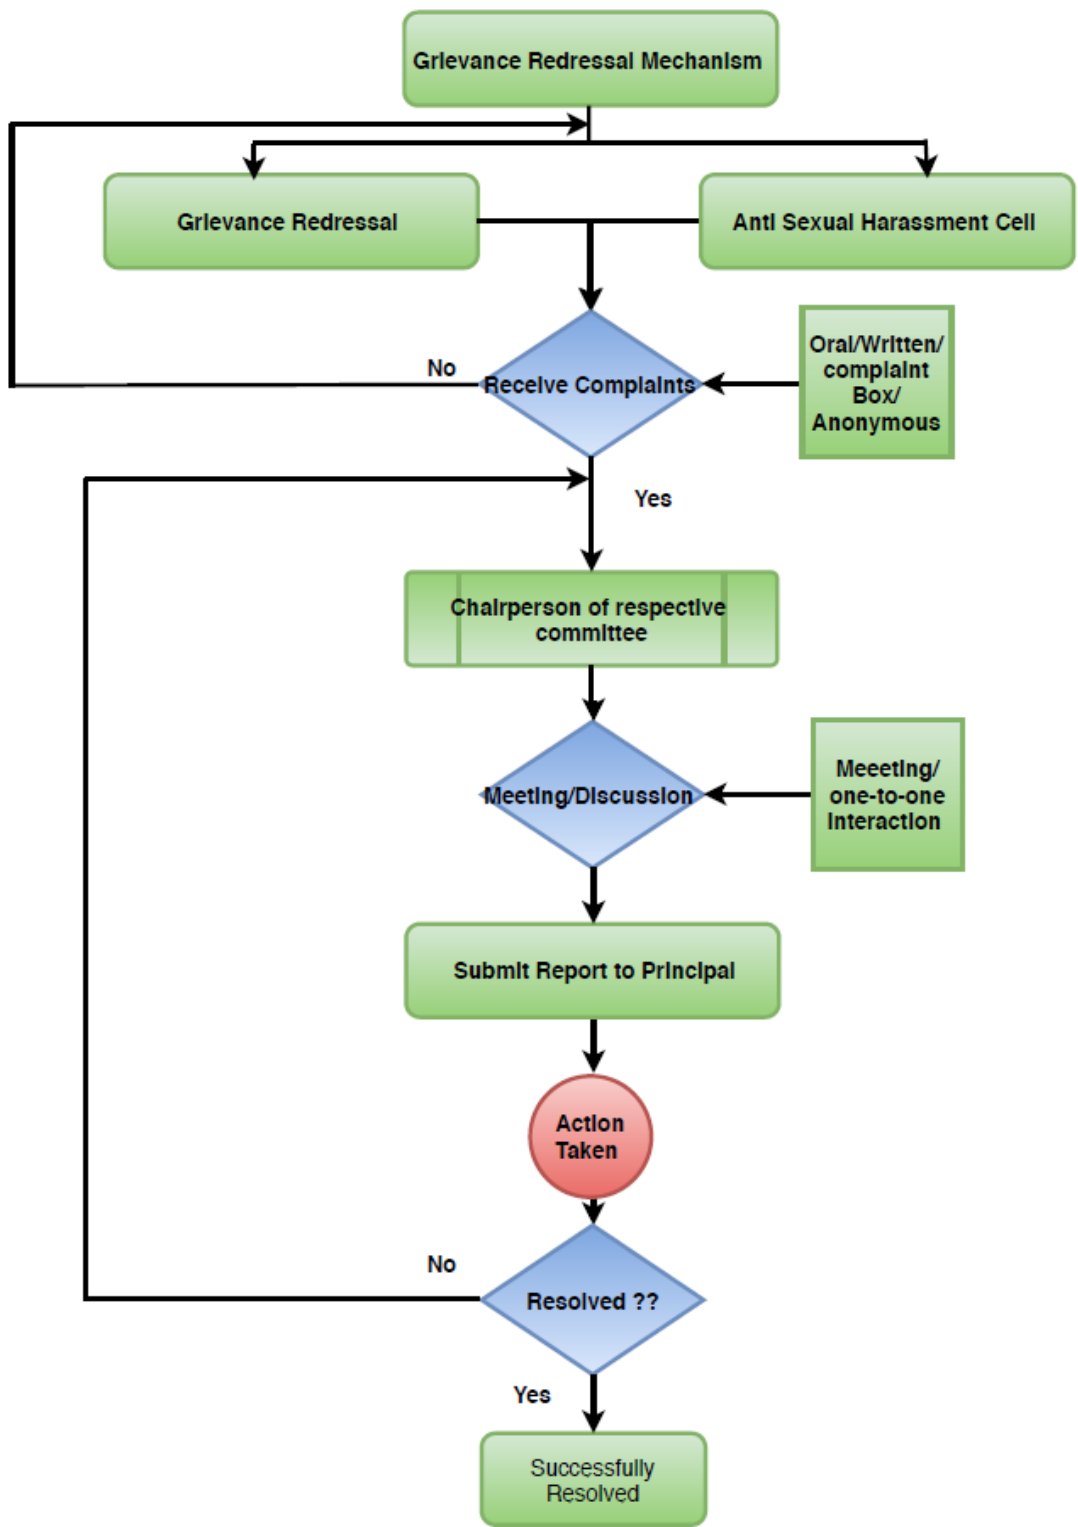 Grievance Redressal Mechanism
Grievance Redressal
Anti Sexual Harassment Cell
No
Receive Complaints
Oral/Written/
complaint
Box/
Anonymous
Yes
Chairperson of respective
committee
Meeting/Discussion
Meeeting/
one-to-one
interaction
Submit Report to Principal
Action
Taken
No
Resolved ??
Yes
Successfully
Resolved